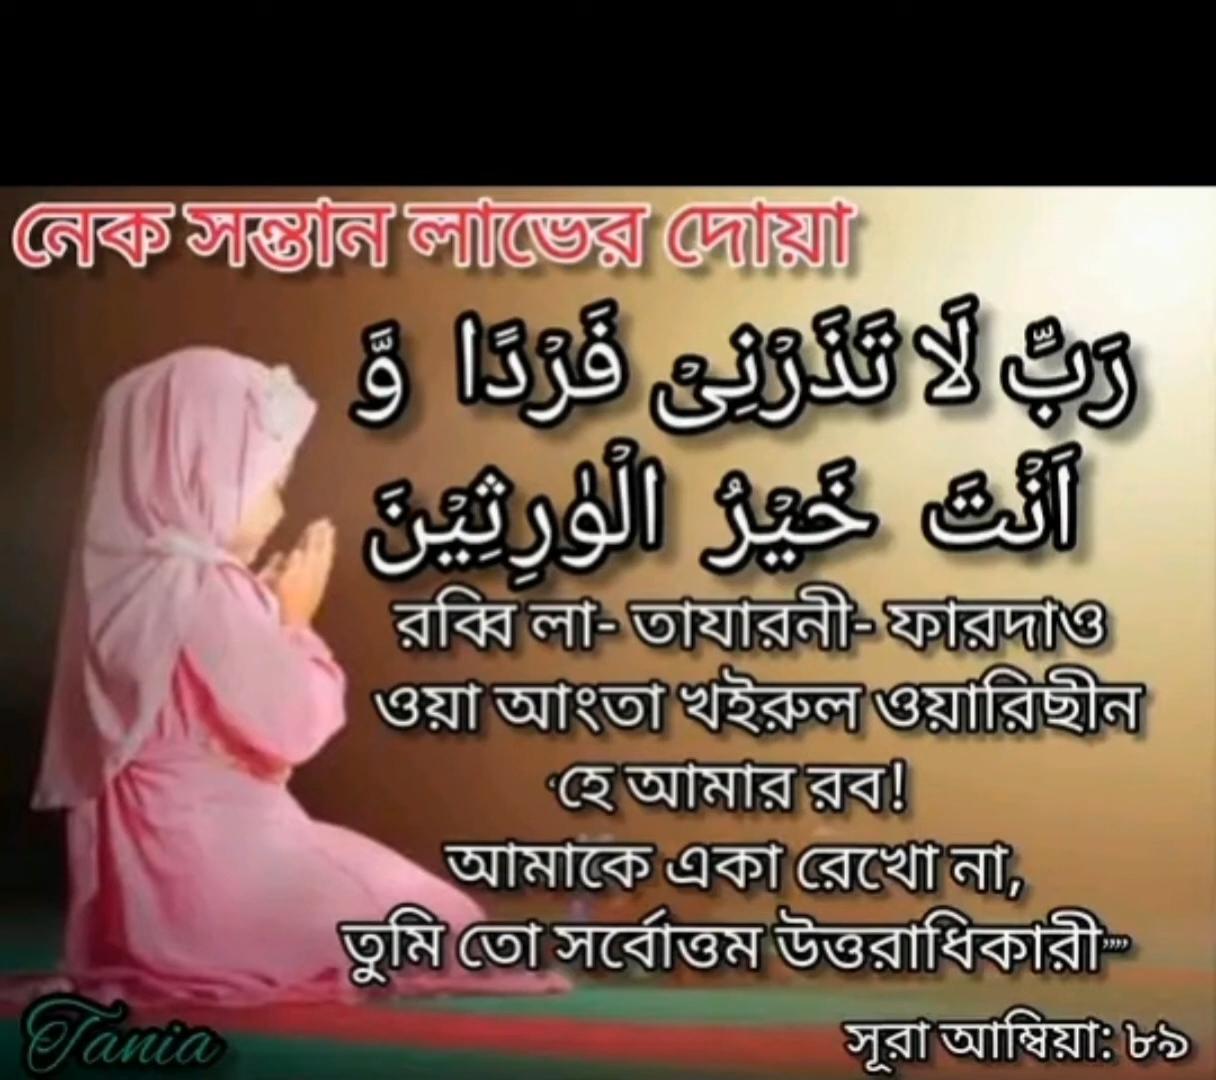 নেক সন্তান লাভের দোয়া
رَبِّ لَا تَذَرْنِیْ فَرْدًا وَّ
اَنْتَ خَیْرُ الْوٰرِثِیْنَ
রব্বি লা- তাযারনী- ফারদাও
ওয়া আংতা খইরুল ওয়ারিছীন
‘হে আমার রব!
আমাকে একা রেখো না,
তুমি তো সর্বোত্তম উত্তরাধিকারী””
সূরা আম্বিয়া: ৮৯
Tania